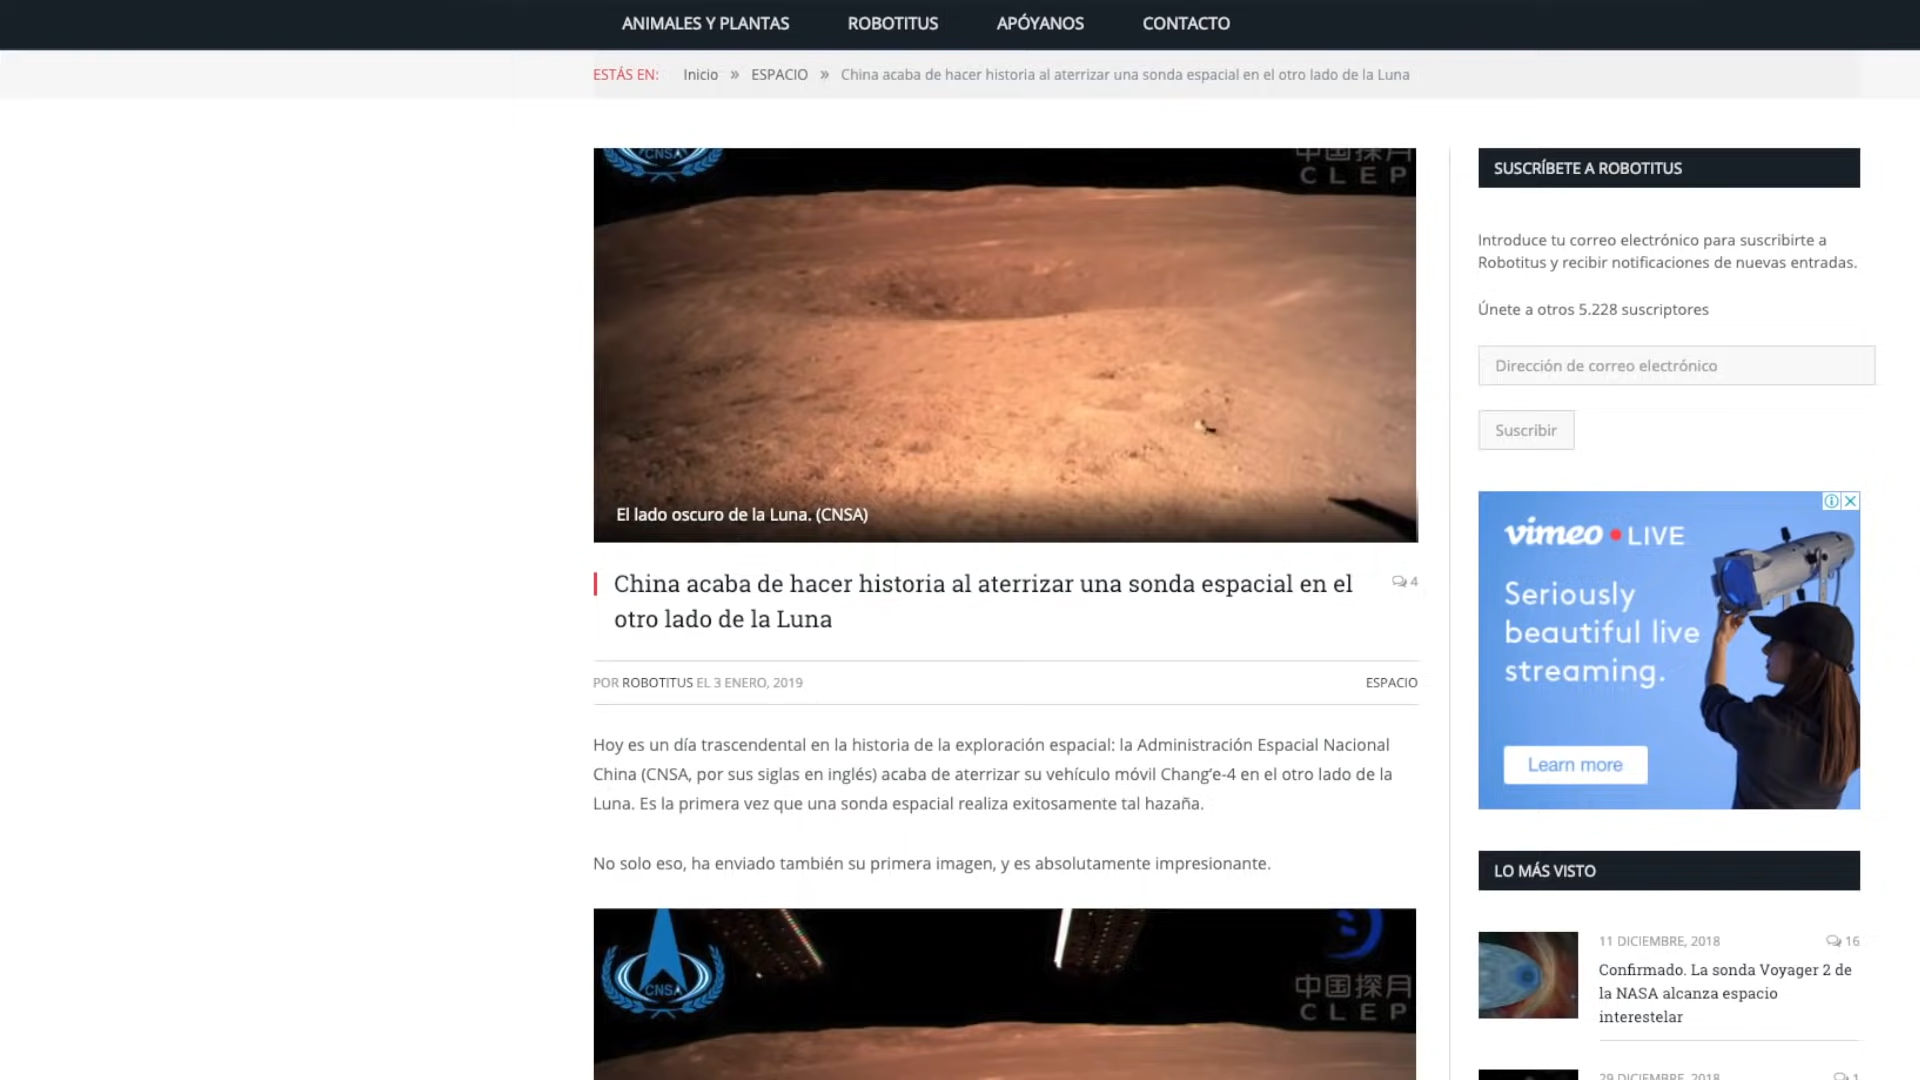 ANIMALES Y PLANTAS ROBOTITUS APÓYANOS CONTACTO
ESTÁS EN: Inicio » ESPACIO » China acaba de hacer historia al aterrizar una sonda espacial en el otro lado de la Luna
CNSA
中国探月
CLEP
El lado oscuro de la Luna. (CNSA)
China acaba de hacer historia al aterrizar una sonda espacial en el
otro lado de la Luna
4
POR ROBOTITUS EL 3 ENERO, 2019
ESPACIO
Hoy es un día trascendental en la historia de la exploración espacial: la Administración Espacial Nacional
China (CNSA, por sus siglas en inglés) acaba de aterrizar su vehículo móvil Chang’e-4 en el otro lado de la
Luna. Es la primera vez que una sonda espacial realiza exitosamente tal hazaña.
No solo eso, ha enviado también su primera imagen, y es absolutamente impresionante.
CNSA
中国探月
CLEP
SUSCRÍBETE A ROBOTITUS
Introduce tu correo electrónico para suscribirte a
Robotitus y recibir notificaciones de nuevas entradas.
Únete a otros 5.228 suscriptores
Dirección de correo electrónico
Suscribir
vimeo LIVE
Seriously
beautiful live
streaming.
Learn more
LO MÁS VISTO
11 DICIEMBRE, 2018
16
Confirmado. La sonda Voyager 2 de
la NASA alcanza espacio
interestelar
29 DICIEMBRE, 2018
1